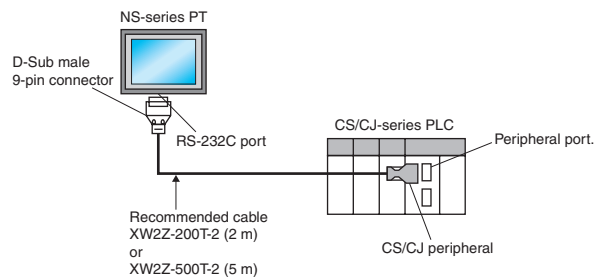 NS-series PT
D-Sub male
9-pin connector
RS-232C port
CS/CJ-series PLC
Peripheral port.
Recommended cable
XW2Z-200T-2 (2 m)
or
XW2Z-500T-2 (5 m)
CS/CJ peripheral